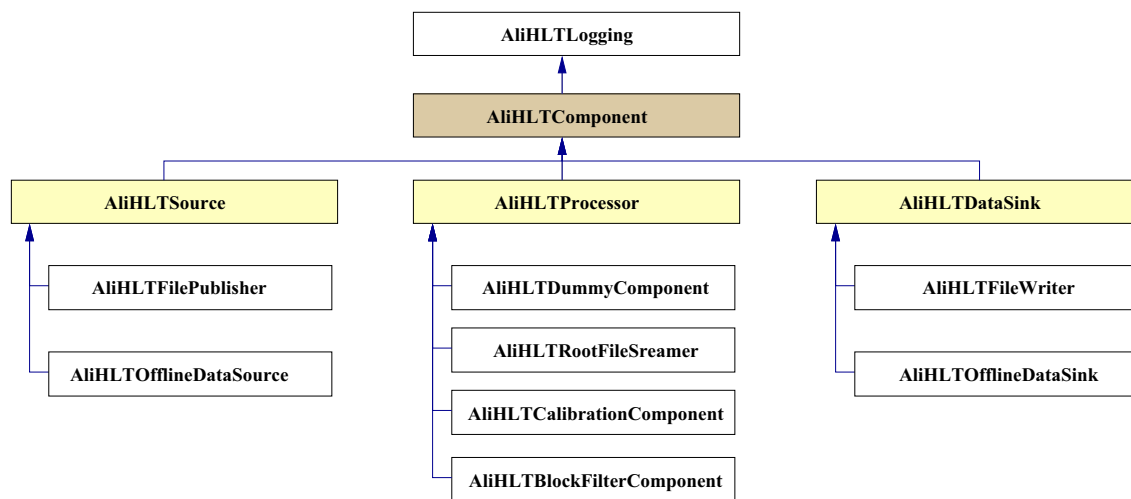 AliHLTLogging
AliHLTComponent
AliHLTSource
AliHLTProcessor
AliHLTDataSink
AliHLTFilePublisher
AliHLTDummyComponent
AliHLTFileWriter
AliHLTRootFileSreamer
AliHLTOfflineDataSource
AliHLTOfflineDataSink
AliHLTCalibrationComponent
AliHLTBlockFilterComponent